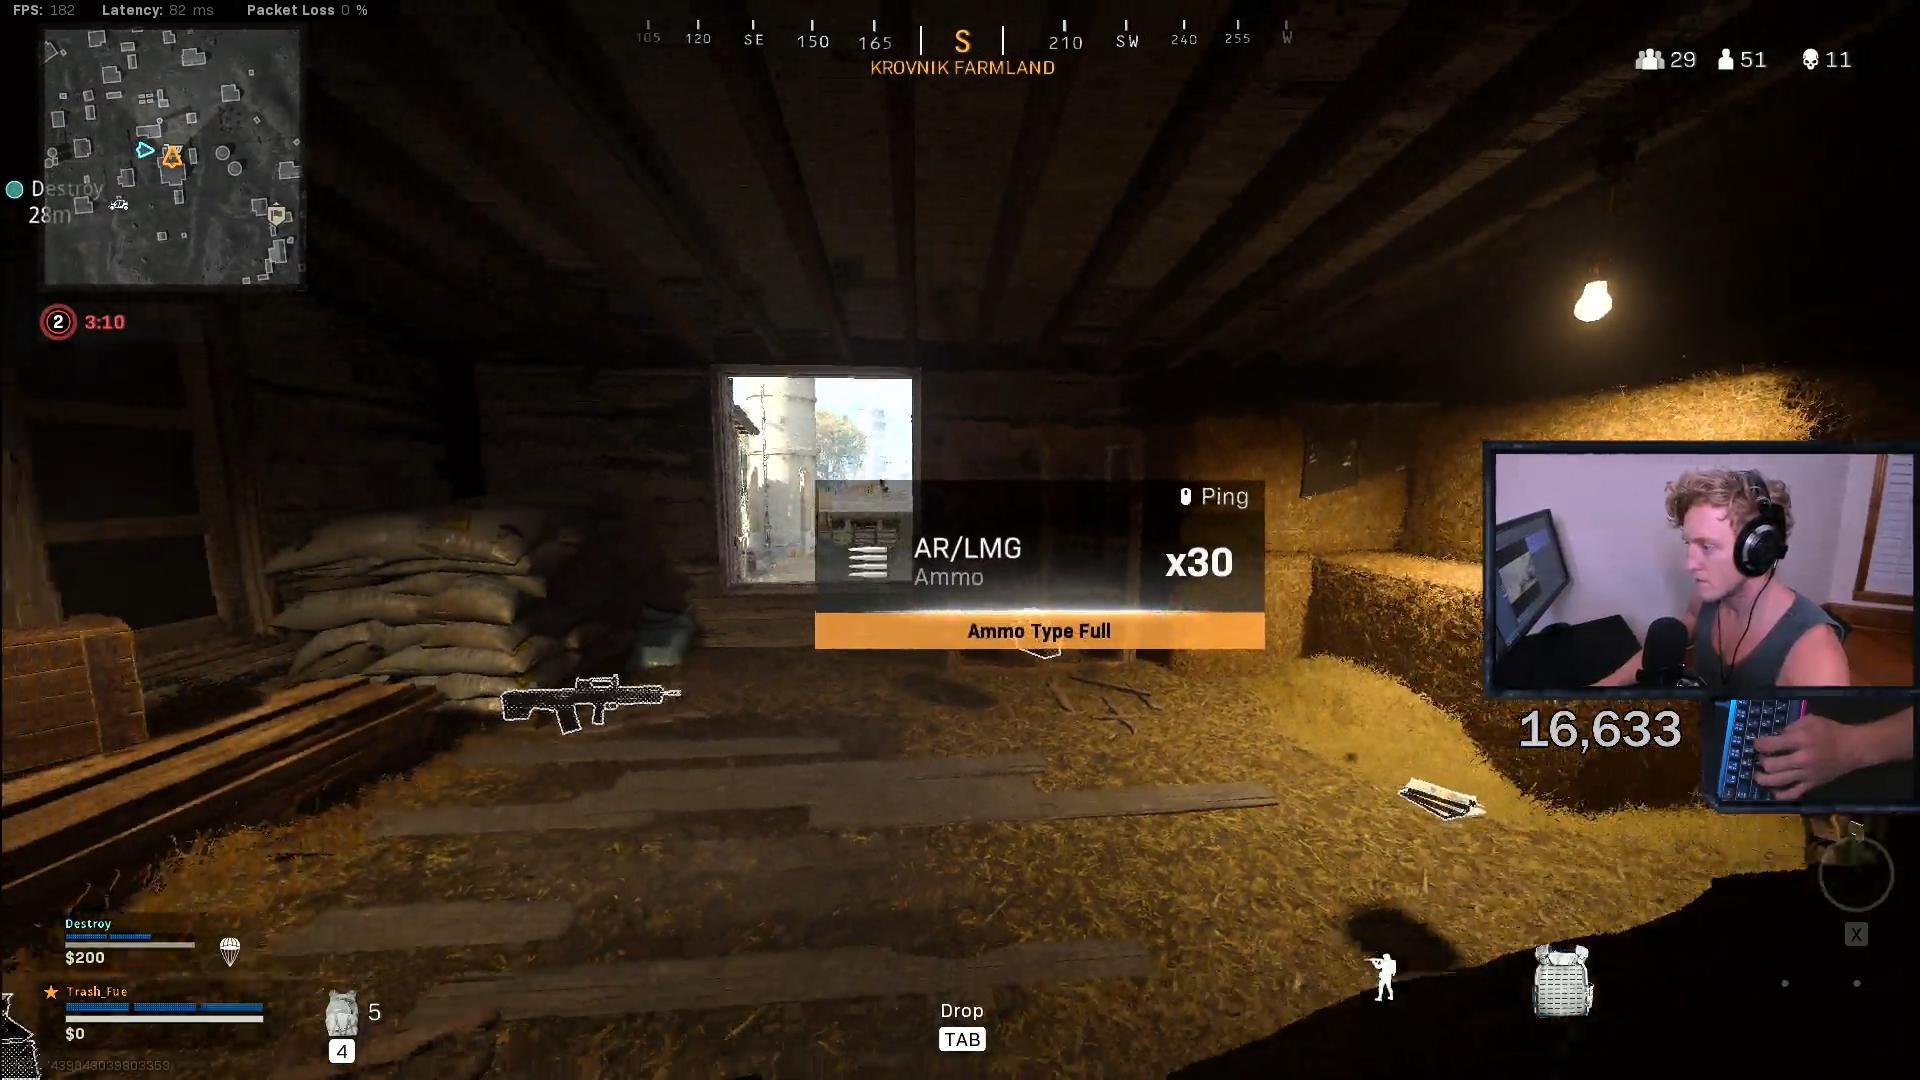 FPS: 182 Latency: 82 ms Packet Loss 0 %
105 120 SE 150 165 S 210 SW 240 255 W
KROVNIK FARMLAND
29 51 11
Destroy
28m
2 3:10
Ping
AR/LMG
Ammo
x30
Ammo Type Full
16,633
Destroy
$200
Trash_Fue
$0
5
4
Drop
TAB
X